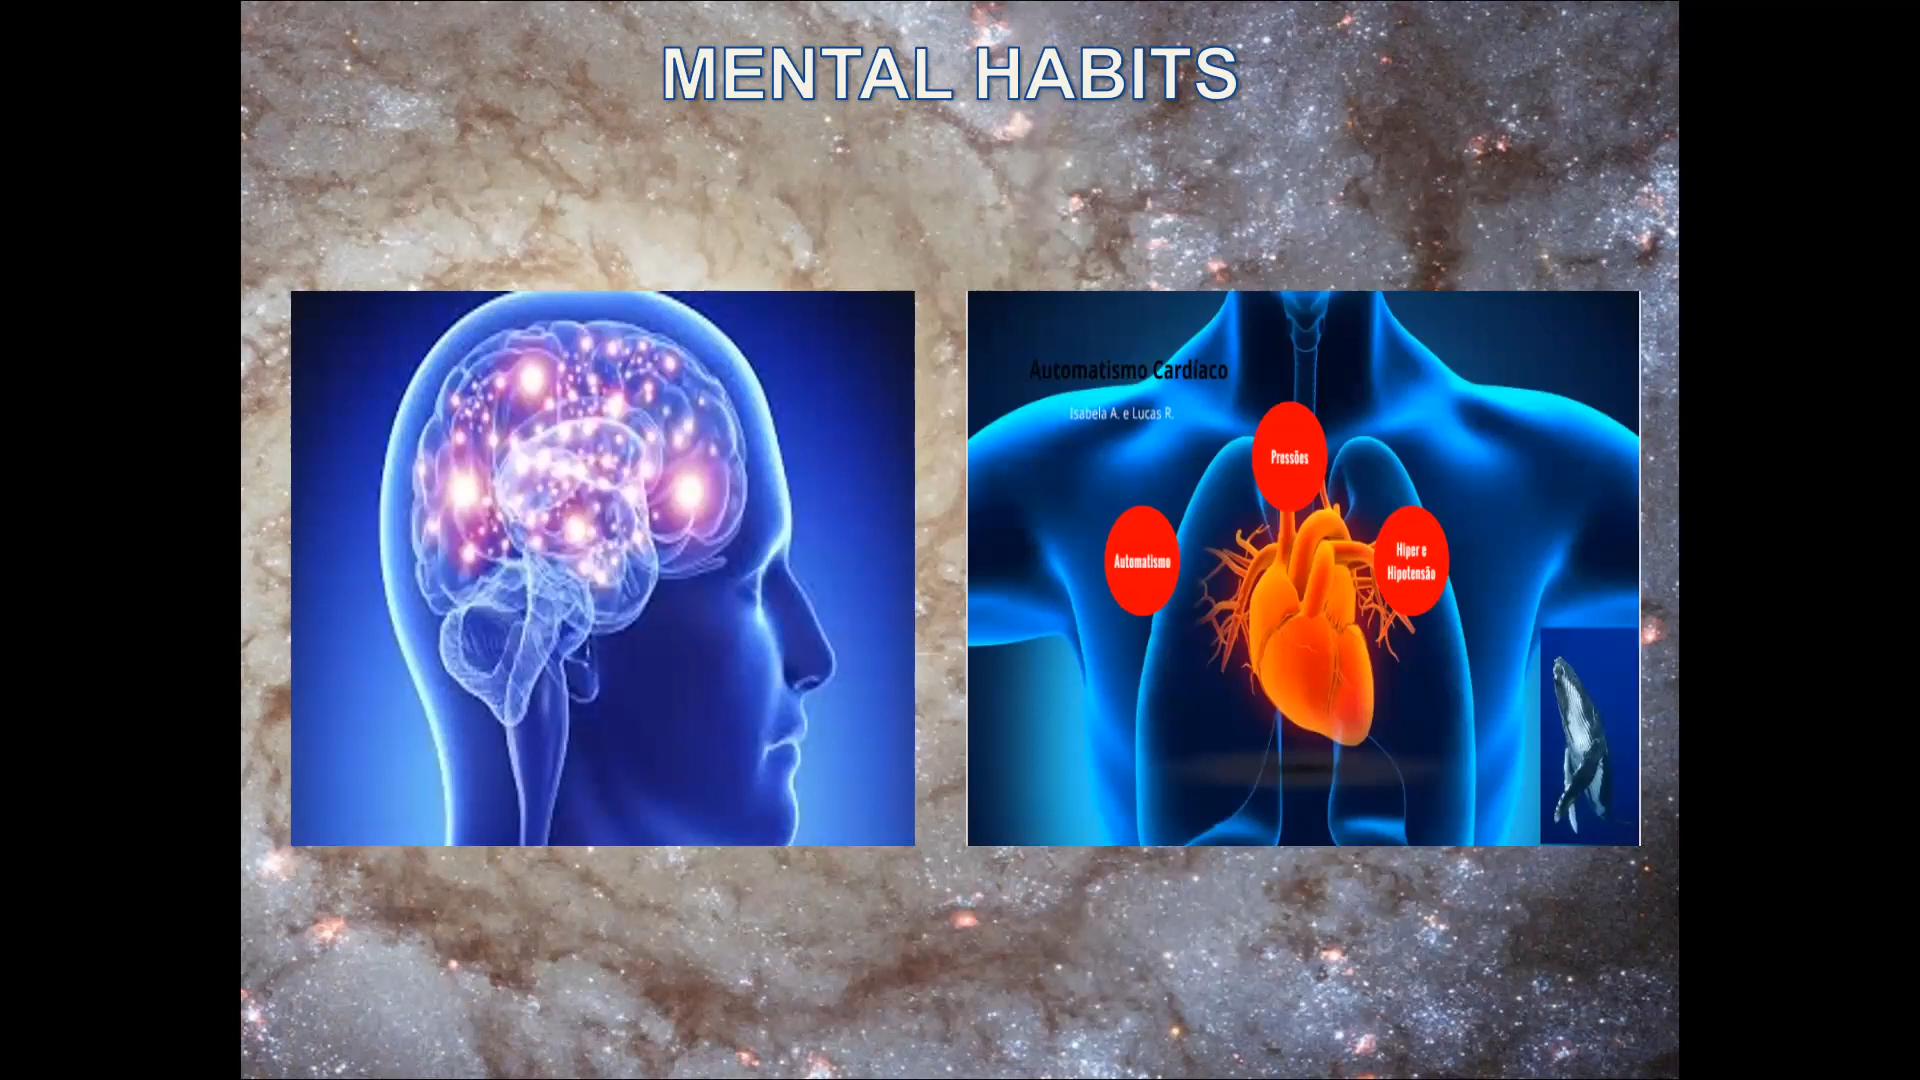 MENTAL HABITS
Automatismo Cardíaco
Isabela A. e Lucas R.
Pressões
Automatismo
Hiper e
Hipotensão